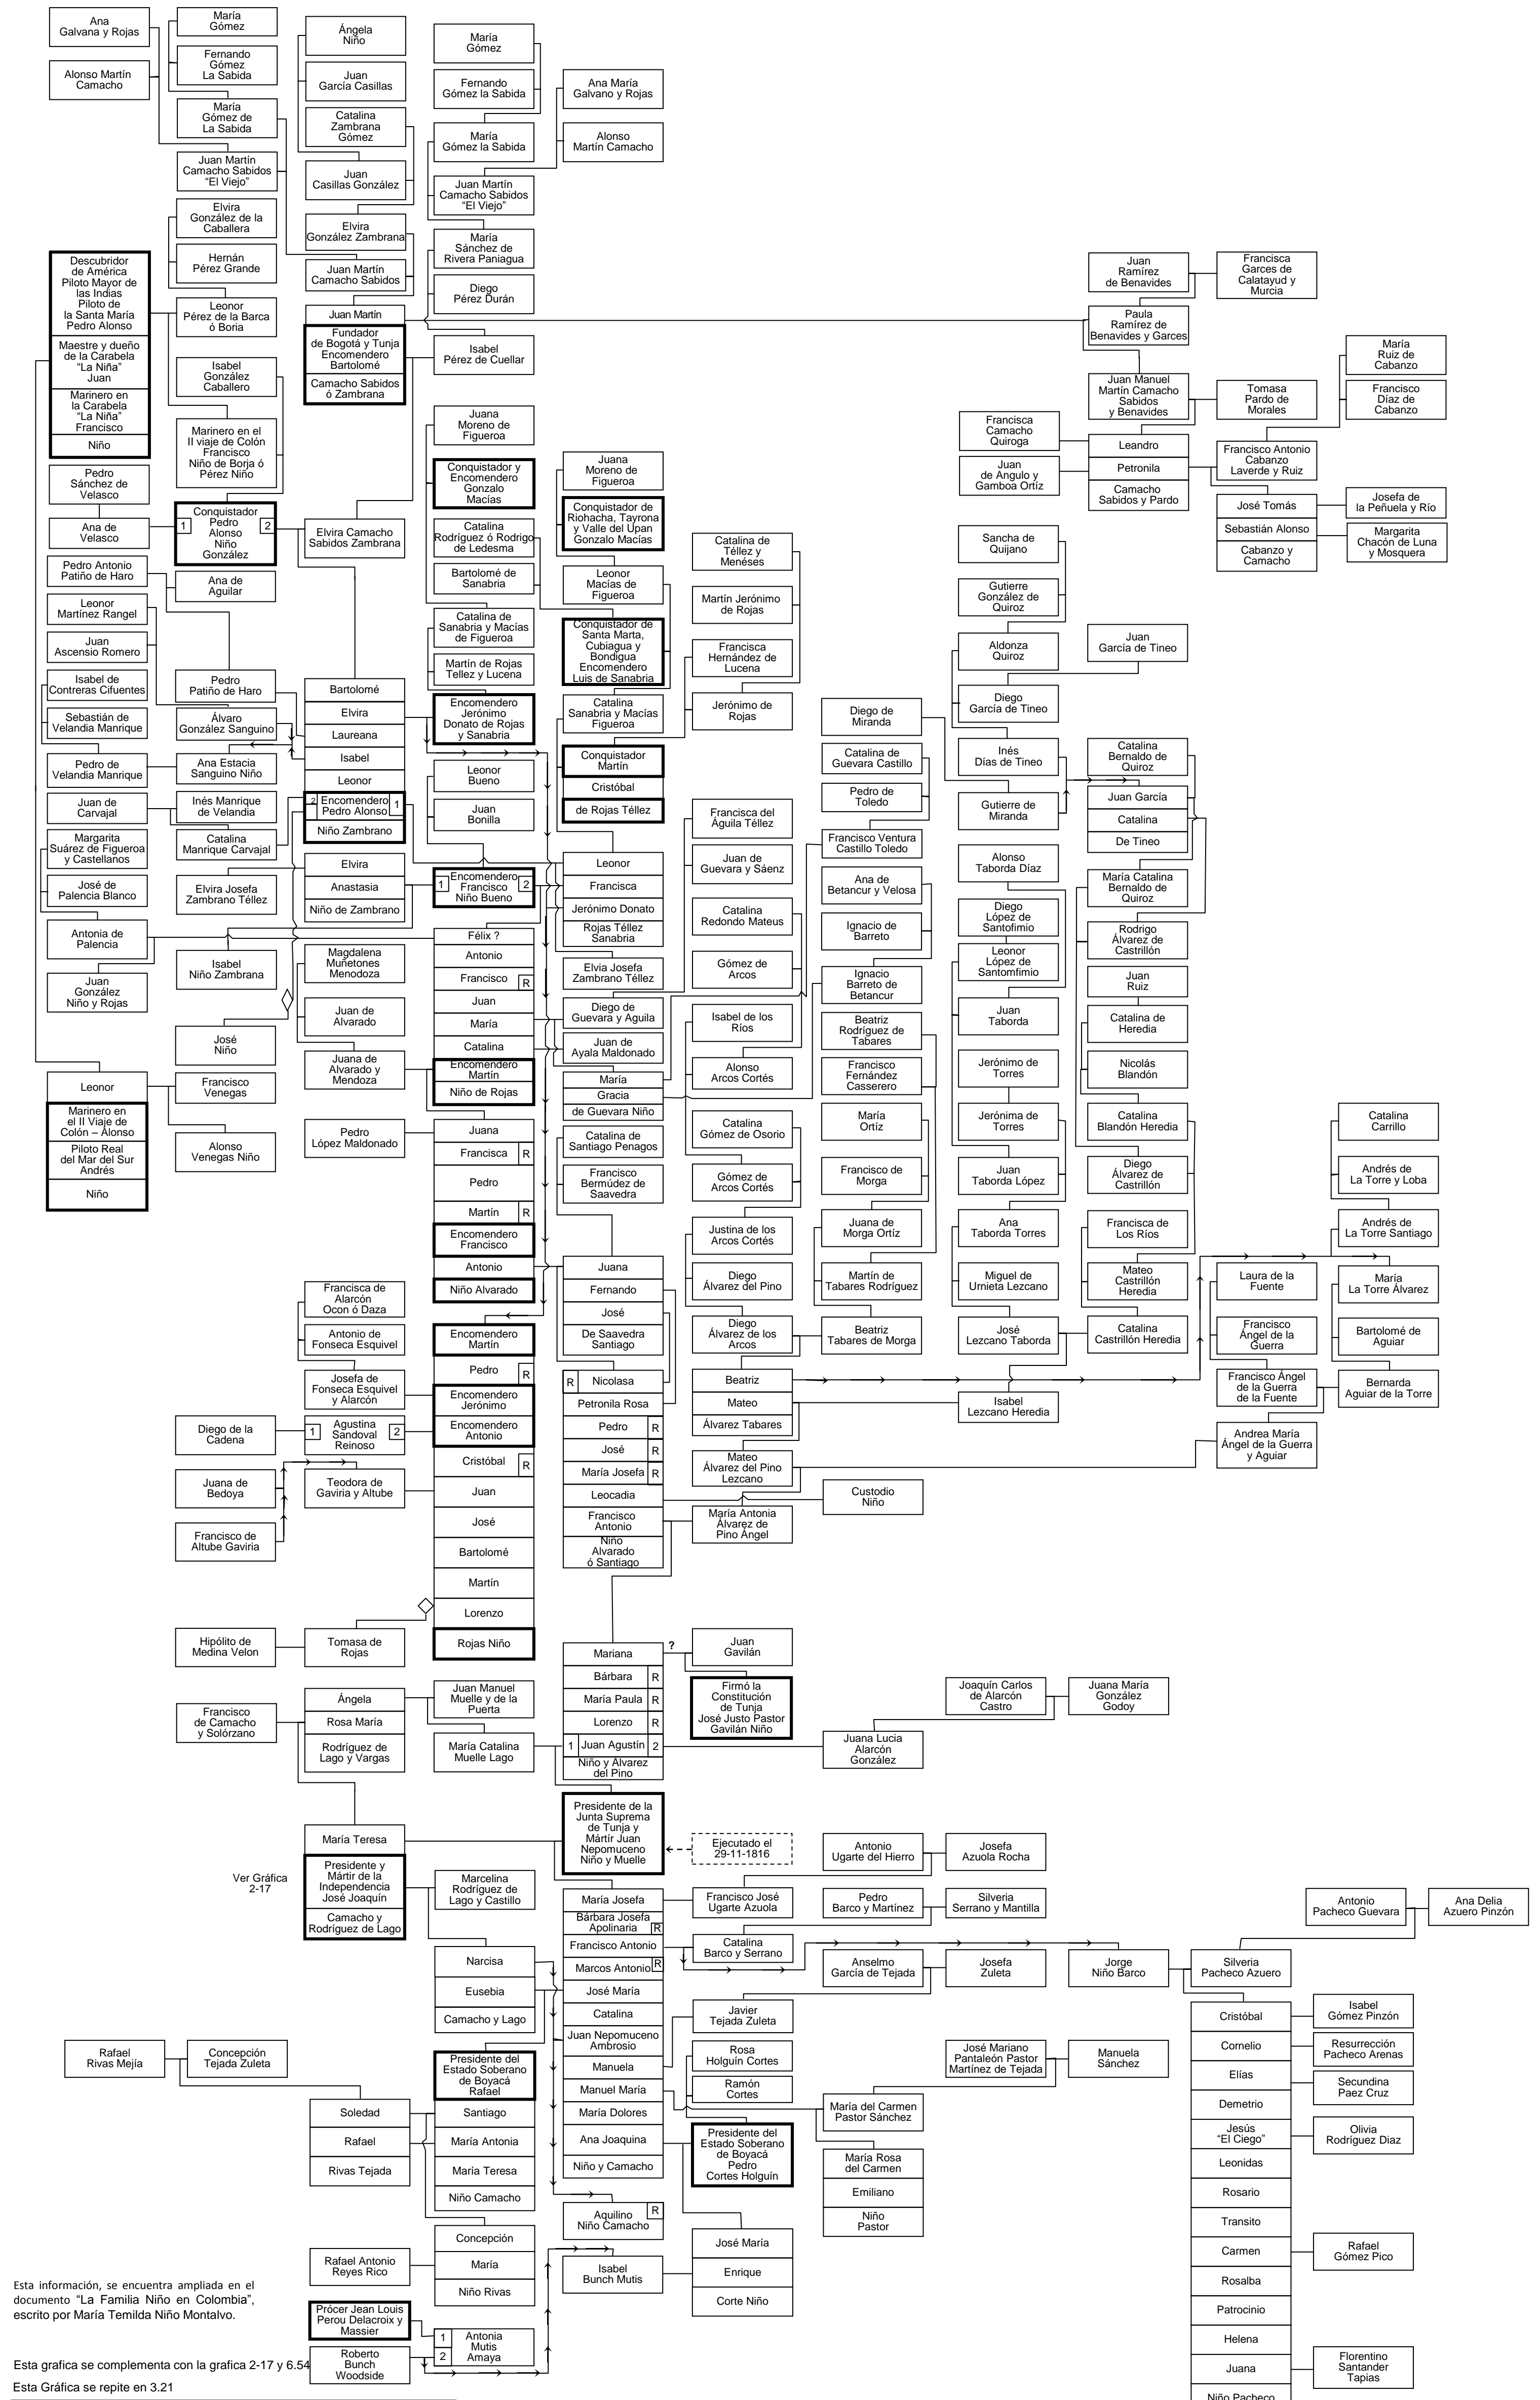 Ana
Galvana y Rojas
Alonso Martín
Camacho
María
Gómez
Fernando
Gómez
La Sabida
María
Gómez de
La Sabida
Juan Martín
Camacho Sabidos
“El Viejo”
Elvira
González de la
Caballera
Hernán
Pérez Grande
Leonor
Pérez de la Barca
ó Boria
Isabel
González
Caballero
Marinero en el
II viaje de Colón
Francisco
Niño de Borja ó
Pérez Niño
Descubridor
de América
Piloto Mayor de
las Indias
Piloto de
la Santa María
Pedro Alonso
Maestre y dueño
de la Carabela
“La Niña”
Juan
Marinero en
la Carabela
“La Niña”
Francisco
Niño
Pedro
Sánchez de
Velasco
Ana de
Velasco
1
Conquistador
Pedro
Alonso
Niño
González
2
Pedro Antonio
Patiño de Haro
Ana de
Aguilar
Leonor
Martínez Rangel
Juan
Ascensio Romero
Isabel de
Contreras Cifuentes
Sebastián de
Velandia Manrique
Pedro de
Velandia Manrique
Pedro
Patiño de Haro
Álvaro
González Sanguino
Ana Estacia
Sanguino Niño
Juan de
Carvajal
Inés Manrique
de Velandia
Catalina
Manrique Carvajal
Margarita
Suárez de Figueroa
y Castellanos
José de
Palencia Blanco
Elvira Josefa
Zambrano Téllez
Antonia de
Palencia
Isabel
Niño Zambrana
Juan
González
Niño y Rojas
José
Niño
Leonor
Marinero en
el II Viaje de
Colón – Alonso
Piloto Real
del Mar del Sur
Andrés
Niño
Francisco
Venegas
Alonso
Venegas Niño
Ángela
Niño
Juan
García Casillas
Catalina
Zambrana
Gómez
Juan
Casillas González
Elvira
González Zambrana
Juan Martín
Camacho Sabidos
Juan Martín
Fundador
de Bogotá y Tunja
Encomendero
Bartolomé
Camacho Sabidos
ó Zambrana
Elvira Camacho
Sabidos Zambrana
Bartolomé
Elvira
Laureana
Isabel
Leonor
2
Encomendero
Pedro Alonso
1
Niño Zambrano
Elvira
Anastasia
Niño de Zambrano
Magdalena
Muñetones
Menodoza
Juan de
Alvarado
Juana de
Alvarado y
Mendoza
Pedro
López Maldonado
María
Gómez
Fernando
Gómez la Sabida
María
Gómez la Sabida
Juan Martín
Camacho Sabidos
“El Viejo”
María
Sánchez de
Rivera Paniagua
Diego
Pérez Durán
Isabel
Pérez de Cuellar
Ana María
Galvano y Rojas
Alonso
Martín Camacho
Juana
Moreno de
Figueroa
Conquistador y
Encomendero
Gonzalo
Macías
Catalina
Rodríguez ó Rodrigo
de Ledesma
Bartolomé de
Sanabria
Catalina de
Sanabria y Macías
de Figueroa
Martín de Rojas
Tellez y Lucena
Encomendero
Jerónimo
Donato de Rojas
y Sanabria
Leonor
Bueno
Juan
Bonilla
1
Encomendero
Francisco
Niño Bueno
2
Félix ?
Antonio
Francisco
R
Juan
María
Catalina
Encomendero
Martín
Niño de Rojas
Juana
Francisca
R
Pedro
Martín
R
Encomendero
Francisco
Antonio
Niño Alvarado
Juana
Moreno de
Figueroa
Conquistador de
Riohacha, Tayrona
y Valle del Upan
Gonzalo Macías
Leonor
Macías de
Figueroa
Conquistador de
Santa Marta,
Cubiagua y
Bondigua
Encomendero
Luis de Sanabria
Catalina
Sanabria y Macías
Figueroa
Conquistador
Martín
Cristóbal
de Rojas Téllez
Leonor
Francisca
Jerónimo Donato
Rojas Téllez
Sanabria
Elvia Josefa
Zambrano Téllez
Diego de
Guevara y Aguila
Juan de
Ayala Maldonado
María
Gracia
de Guevara Niño
Catalina de
Santiago Penagos
Francisco
Bermúdez de
Saavedra
Juana
Fernando
José
De Saavedra
Santiago
Catalina de
Téllez y
Menéses
Martín Jerónimo
de Rojas
Francisca
Hernández de
Lucena
Jerónimo de
Rojas
Francisca del
Águila Téllez
Juan de
Guevara y Sáenz
Catalina
Redondo Mateus
Gómez de
Arcos
Isabel de los
Ríos
Alonso
Arcos Cortés
Catalina
Gómez de Osorio
Gómez de
Arcos Cortés
Justina de los
Arcos Cortés
Diego
Álvarez del Pino
Diego
Álvarez de los
Arcos
Diego de
Miranda
Catalina de
Guevara Castillo
Pedro de
Toledo
Francisco Ventura
Castillo Toledo
Ana de
Betancur y Velosa
Ignacio de
Barreto
Ignacio
Barreto de
Betancur
Beatriz
Rodríguez de
Tabares
Francisco
Fernández
Casserero
María
Ortíz
Francisco de
Morga
Juana de
Morga Ortíz
Martín de
Tabares Rodríguez
Beatriz
Tabares de Morga
Juan
Ramírez
de Benavides
Francisca
Garces de
Calatayud y
Murcia
Paula
Ramírez de
Benavides y Garces
Juan Manuel
Martín Camacho
Sabidos
y Benavides
Tomasa
Pardo de
Morales
María
Ruiz de
Cabanzo
Francisco
Díaz de
Cabanzo
Francisca
Camacho
Quiroga
Juan
de Angulo y
Gamboa Ortíz
Leandro
Petronila
Camacho
Sabidos y Pardo
Francisco Antonio
Cabanzo
Laverde y Ruiz
José Tomás
Sebastián Alonso
Cabanzo y
Camacho
Josefa de
la Peñuela y Río
Margarita
Chacón de Luna
y Mosquera
Sancha de
Quijano
Gutierre
González de
Quiroz
Aldonza
Quiroz
Juan
García de Tineo
Diego
García de Tineo
Inés
Días de Tineo
Gutierre de
Miranda
Catalina
Bernaldo de
Quiroz
Juan García
Catalina
De Tineo
Alonso
Taborda Díaz
Diego
López de
Santofimio
Leonor
López de
Santomfimio
Juan
Taborda
Jerónimo de
Torres
Jerónima de
Torres
Juan
Taborda López
Ana
Taborda Torres
Miguel de
Urnieta Lezcano
José
Lezcano Taborda
Isabel
Lezcano Heredia
María Catalina
Bernaldo de
Quiroz
Rodrigo
Álvarez de
Castrillón
Juan
Ruiz
Catalina de
Heredia
Nicolás
Blandón
Catalina
Blandón Heredia
Diego
Álvarez de
Castrillón
Francisca de
Los Ríos
Mateo
Castrillón
Heredia
Catalina
Castrillón Heredia
Catalina
Carrillo
Andrés de
La Torre y Loba
Andrés de
La Torre Santiago
Laura de la
Fuente
María
La Torre Álvarez
Francisco
Ángel de la
Guerra
Bartolomé de
Aguiar
Francisco Ángel
de la Guerra
de la Fuente
Bernarda
Aguiar de la Torre
Andrea María
Ángel de la Guerra
y Aguiar
Francisca de
Alarcón
Ocon ó Daza
Antonio de
Fonseca Esquivel
Josefa de
Fonseca Esquivel
y Alarcón
Diego de la
Cadena
1
Agustina
Sandoval
Reinoso
2
Juana de
Bedoya
Teodora de
Gaviria y Altube
Francisco de
Altube Gaviria
Hipólito de
Medina Velon
Tomasa de
Rojas
Encomendero
Martín
Pedro
R
Encomendero
Jerónimo
Encomendero
Antonio
Cristóbal
R
Juan
José
Bartolomé
Martín
Lorenzo
Rojas Niño
R
Nicolasa
Petronila Rosa
Pedro
R
José
R
María Josefa
R
Leocadia
Francisco
Antonio
Niño
Alvarado
ó Santiago
Beatriz
Mateo
Álvarez Tabares
Mateo
Álvarez del Pino
Lezcano
María Antonia
Álvarez de
Pino Ángel
Custodio
Niño
Mariana
?
Bárbara
R
María Paula
R
Lorenzo
R
1
Juan Agustín
2
Niño y Álvarez
del Pino
Juan
Gavilán
Firmó la
Constitución
de Tunja
José Justo Pastor
Gavilán Niño
Joaquín Carlos
de Alarcón
Castro
Juana María
González
Godoy
Juana Lucia
Alarcón
González
Francisco
de Camacho
y Solórzano
Ángela
Rosa María
Rodríguez de
Lago y Vargas
Juan Manuel
Muelle y de la
Puerta
María Catalina
Muelle Lago
Presidente de la
Junta Suprema
de Tunja y
Mártír Juan
Nepomuceno
Niño y Muelle
Ejecutado el
29-11-1816
Ver Gráfica
2-17
María Teresa
Presidente y
Mártir de la
Independencia
José Joaquín
Camacho y
Rodríguez de Lago
Marcelina
Rodríguez de
Lago y Castillo
Narcisa
Eusebia
Camacho y Lago
María Josefa
Bárbara Josefa
Apolinaria
R
Francisco Antonio
Marcos Antonio
R
José María
Catalina
Juan Nepomuceno
Ambrosio
Manuela
Manuel María
María Dolores
Ana Joaquina
Niño y Camacho
Francisco José
Ugarte Azuola
Antonio
Ugarte del Hierro
Josefa
Azuola Rocha
Pedro
Barco y Martínez
Silveria
Serrano y Mantilla
Catalina
Barco y Serrano
Anselmo
García de Tejada
Josefa
Zuleta
Javier
Tejada Zuleta
Rosa
Holguín Cortes
Ramón
Cortes
Presidente del
Estado Soberano
de Boyacá
Pedro
Cortes Holguín
José Mariano
Pantaleón Pastor
Martínez de Tejada
Manuela
Sánchez
María del Carmen
Pastor Sánchez
María Rosa
del Carmen
Emiliano
Niño
Pastor
Jorge
Niño Barco
Antonio
Pacheco Guevara
Ana Delia
Azuero Pinzón
Silveria
Pacheco Azuero
Cristóbal
Cornelio
Elías
Demetrio
Jesús
“El Ciego”
Leonidas
Rosario
Transito
Carmen
Rosalba
Patrocinio
Helena
Juana
Niño Pacheco
Isabel
Gómez Pinzón
Resurrección
Pacheco Arenas
Secundina
Paez Cruz
Olivia
Rodríguez Diaz
Rafael
Gómez Pico
Florentino
Santander
Tapias
Rafael
Rivas Mejía
Concepción
Tejada Zuleta
Soledad
Rafael
Rivas Tejada
Presidente del
Estado Soberano
de Boyacá
Rafael
Santiago
María Antonia
María Teresa
Niño Camacho
Concepción
María
Niño Rivas
Rafael Antonio
Reyes Rico
Aquilino
Niño Camacho
R
Isabel
Bunch Mutis
José María
Enrique
Corte Niño
Prócer Jean Louis
Perou Delacroix y
Massier
Roberto
Bunch
Woodside
1
2
Antonia
Mutis
Amaya
Esta información, se encuentra ampliada en el
documento “La Familia Niño en Colombia”,
escrito por María Temilda Niño Montalvo.
Esta grafica se complementa con la grafica 2-17 y 6.54
Esta Gráfica se repite en 3.21